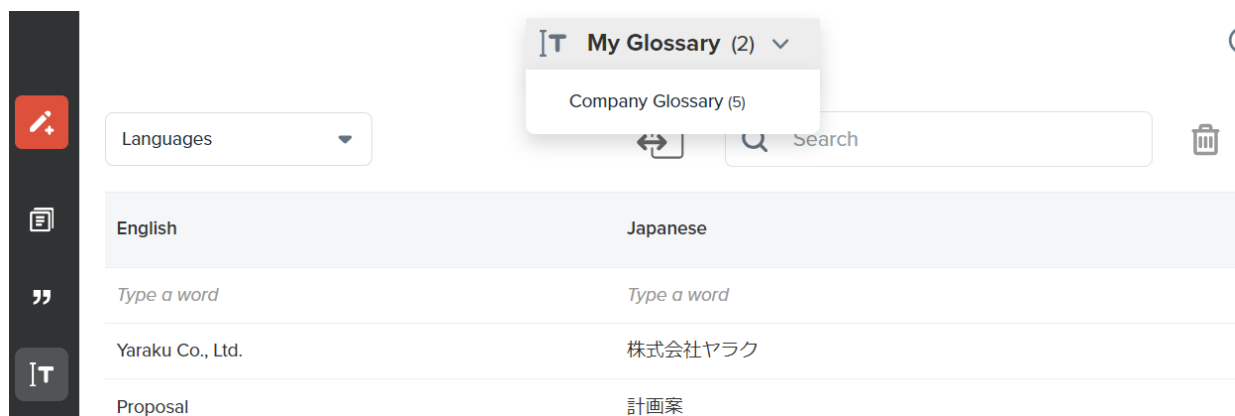 My Glossary (2)
Company Glossary (5)
Languages
Search
English Japanese
Type a word Type a word
Yaraku Co., Ltd. 株式会社ヤラク
Proposal 計画案